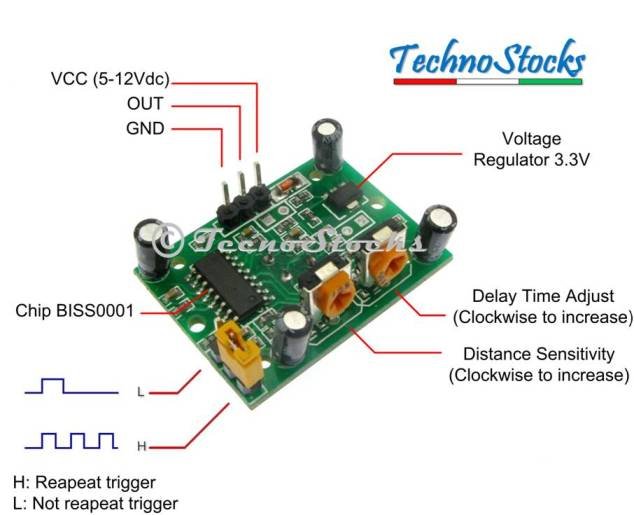 TechnoStocks
VCC (5-12Vdc)
OUT
GND
Voltage
Regulator 3.3V
© TecnoStocks
Chip BISS0001
Delay Time Adjust
(Clockwise to increase)
Distance Sensitivity
(Clockwise to increase)
L
H
H: Reapeat trigger
L: Not reapeat trigger